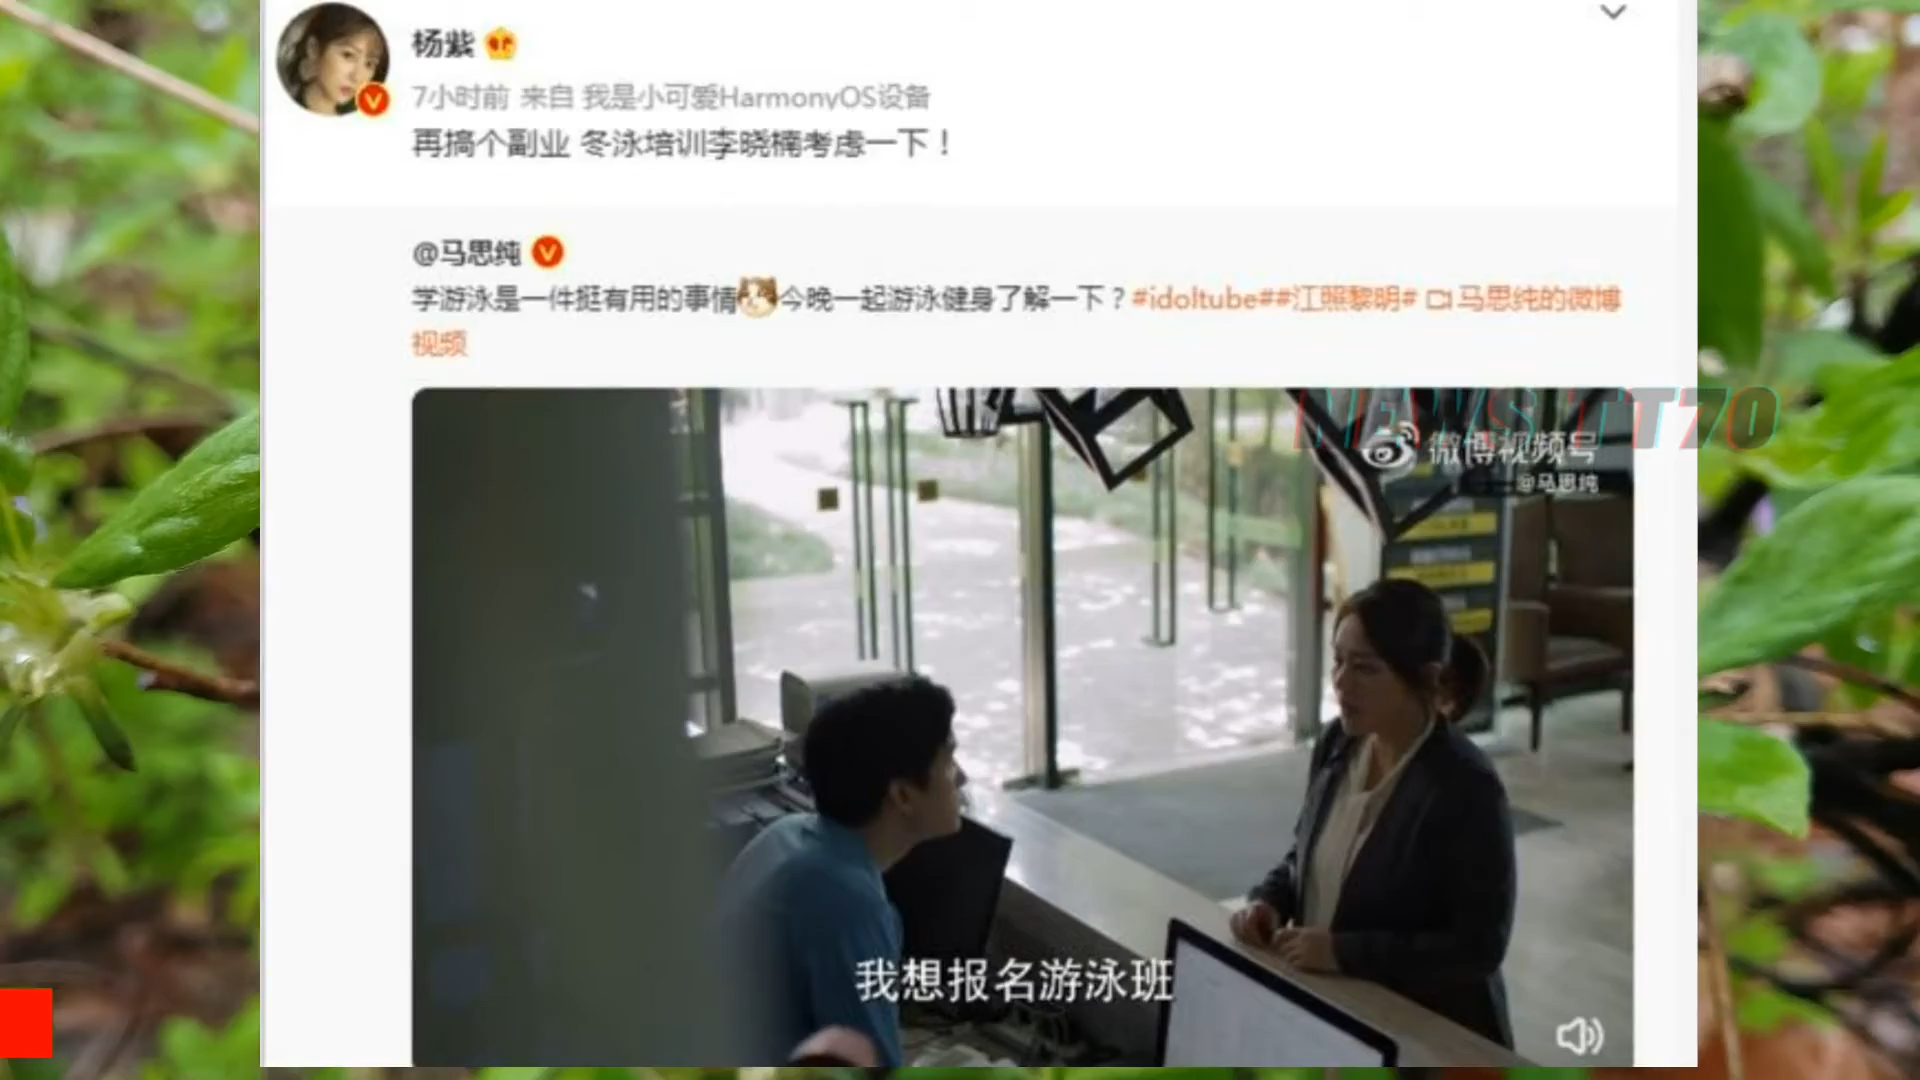 杨紫
7小时前 来自 我是小可爱HarmonyOS设备
再搞个副业 冬泳培训李晓楠考虑一下！
@马思纯
学游泳是一件挺有用的事情今晚一起游泳健身了解一下？#idoltube##江照黎明# 马思纯的微博
视频
NEWS TT70
微博视频号
@马思纯
我想报名游泳班